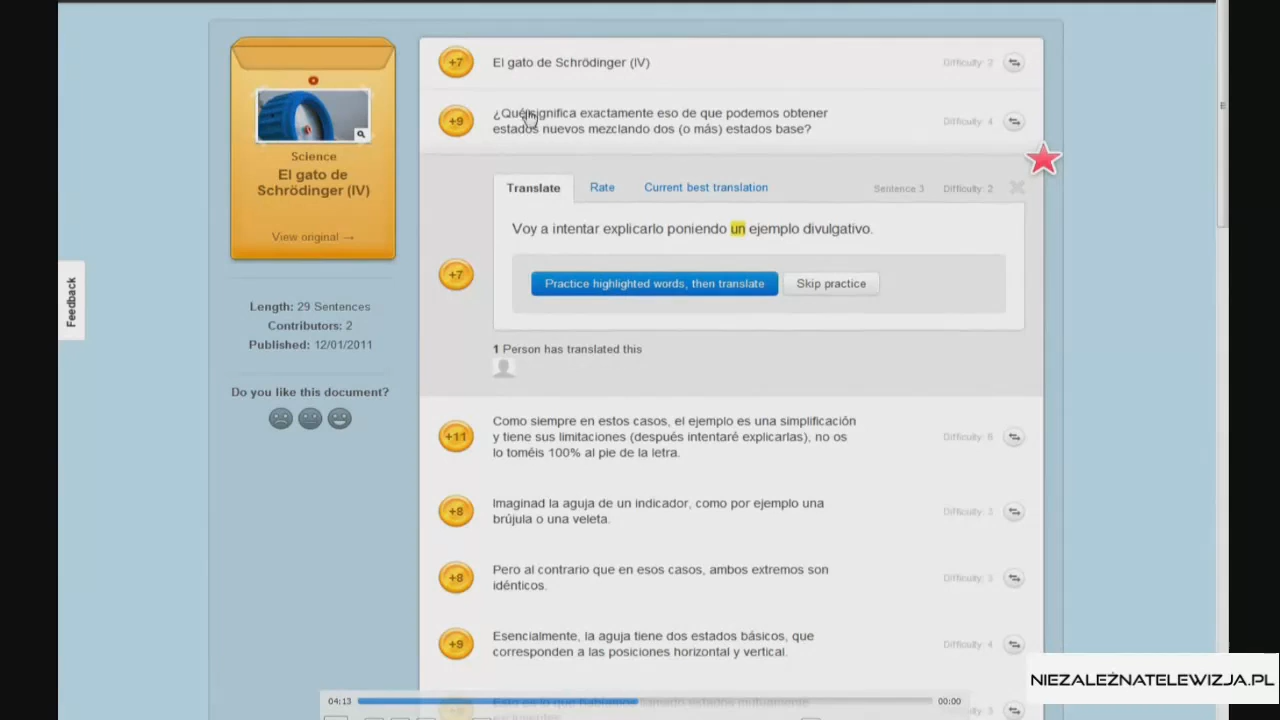 +7
El gato de Schrödinger (IV)
Difficulty: 2
+9
¿Qué significa exactamente eso de que podemos obtener
estados nuevos mezclando dos (o más) estados base?
Difficulty: 4
Science
El gato de
Schrödinger (IV)
View original →
Length: 29 Sentences
Contributors: 2
Published: 12/01/2011
Do you like this document?
Feedback
Translate
Rate
Current best translation
Sentence 3
Difficulty: 2
+7
Voy a intentar explicarlo poniendo un ejemplo divulgativo.
Practice highlighted words, then translate
Skip practice
1 Person has translated this
+11
Como siempre en estos casos, el ejemplo es una simplificación
y tiene sus limitaciones (después intentaré explicarlas), no os
lo toméis 100% al pie de la letra.
Difficulty: 6
+8
Imaginad la aguja de un indicador, como por ejemplo una
brújula o una veleta.
Difficulty: 3
+8
Pero al contrario que en esos casos, ambos extremos son
idénticos.
Difficulty: 3
+9
Esencialmente, la aguja tiene dos estados básicos, que
corresponden a las posiciones horizontal y vertical.
Difficulty: 4
NIEZALEŻNATELEWIZJA.PL
04:13
00:00